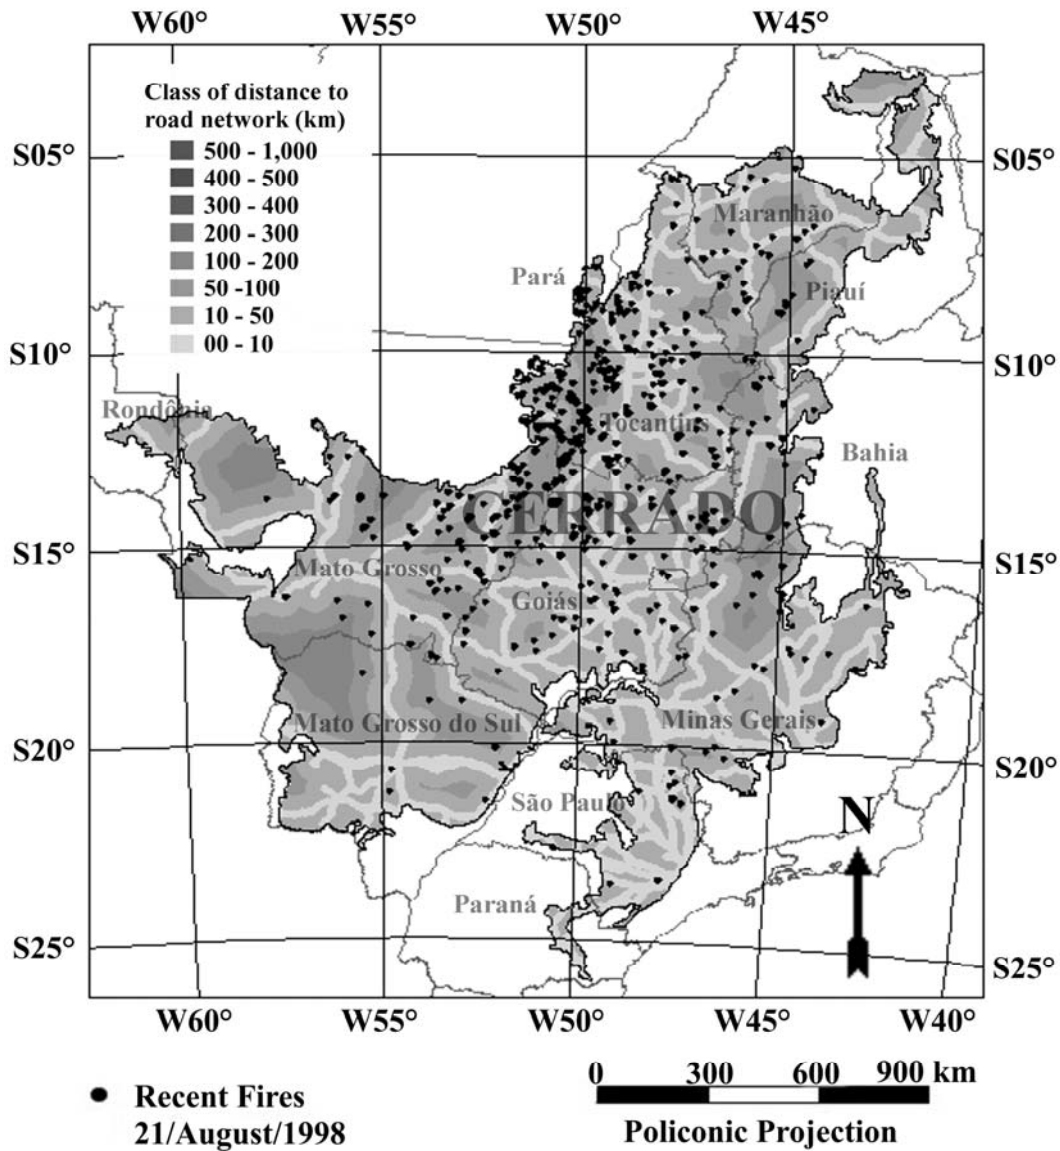 W60° W55° W50° W45°
Class of distance to
road network (km)
500 - 1,000
400 - 500
300 - 400
200 - 300
100 - 200
50 -100
10 - 50
00 - 10
S05° S05°
Maranhão
Pará
Piauí
S10° S10°
Rondônia
Tocantins
Bahia
CERRADO
S15° S15°
Mato Grosso
Goiás
Mato Grosso do Sul
Minas Gerais
S20° S20°
São Paulo
N
Paraná
S25° S25°
W60° W55° W50° W45° W40°
0 300 600 900 km
Recent Fires
21/August/1998
Policonic Projection